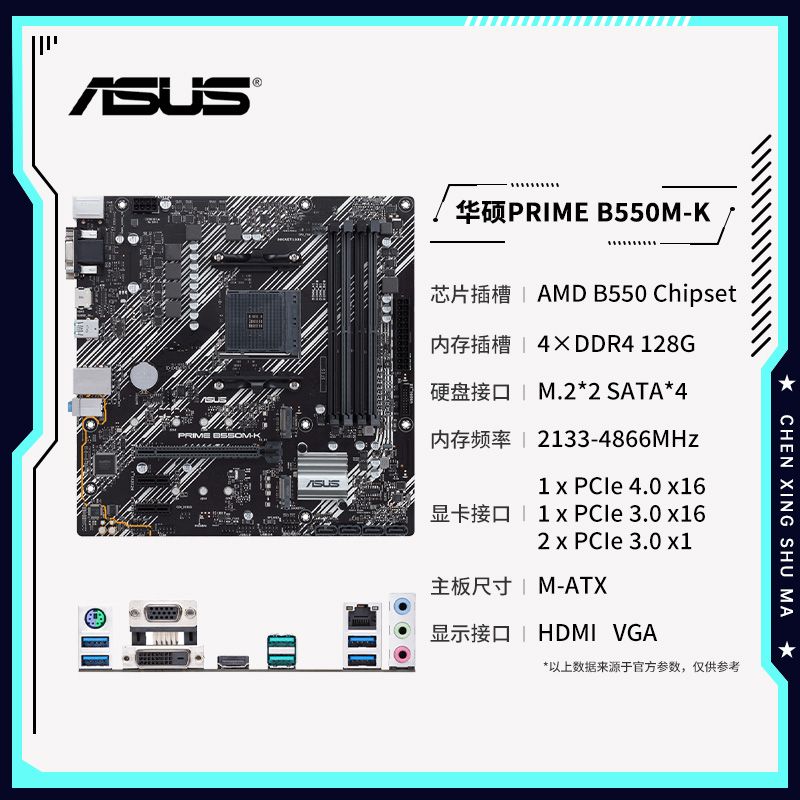 ASUS®
华硕PRIME B550M-K
芯片插槽 AMD B550 Chipset
内存插槽 4×DDR4 128G
硬盘接口 M.2*2 SATA*4
内存频率 2133-4866MHz
显卡接口 1 x PCIe 4.0 x16
1 x PCIe 3.0 x16
2 x PCIe 3.0 x1
主板尺寸 M-ATX
显示接口 HDMI VGA
*以上数据来源于官方参数，仅供参考
ASUS
PRIME B550M-K
ASUS
★ CHEN XING SHU MA ★